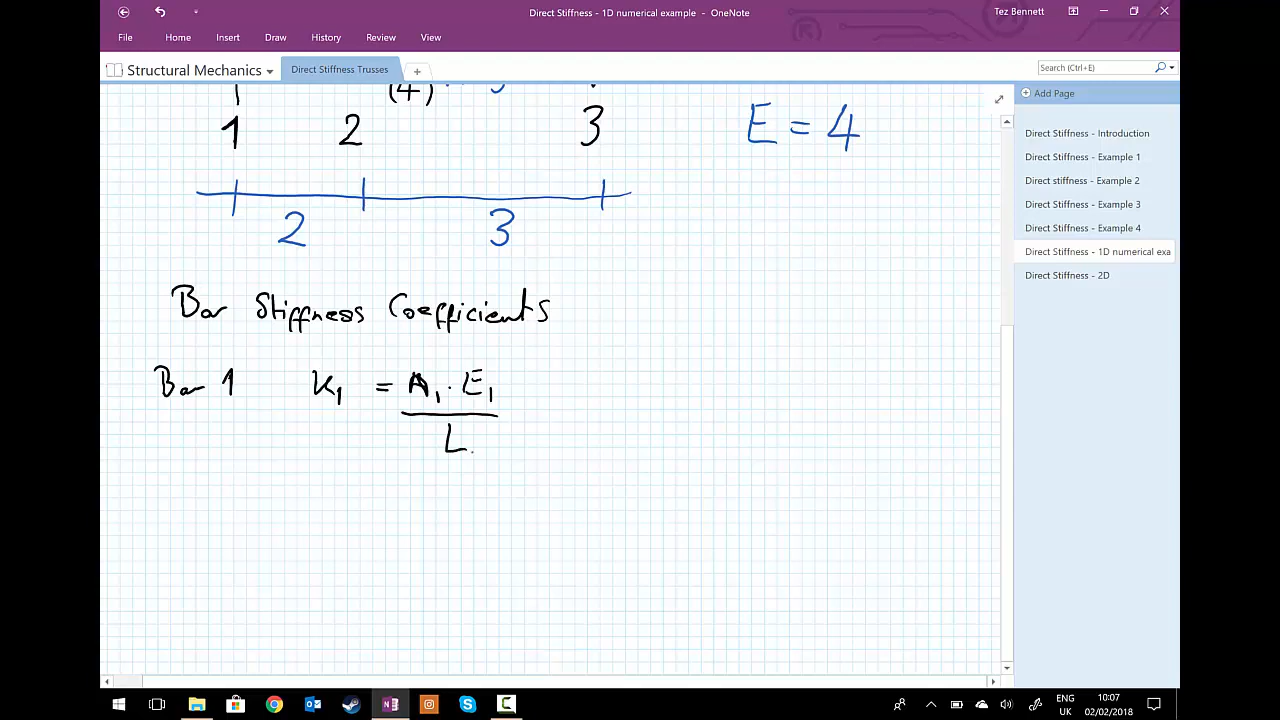 Direct Stiffness - 1D numerical example - OneNote
Tez Bennett
File Home Insert Draw History Review View
Structural Mechanics
Direct Stiffness Trusses
Search (Ctrl+E)
Add Page
Direct Stiffness - Introduction
Direct Stiffness - Example 1
Direct stiffness - Example 2
Direct Stiffness - Example 3
Direct Stiffness - Example 4
Direct Stiffness - 1D numerical exa
Direct Stiffness - 2D
(4)
1 2 3
E = 4
2 3
Bar Stiffness Coefficients
Bar 1 K1 = A1 · E1
L
ENG
UK
10:07
02/02/2018